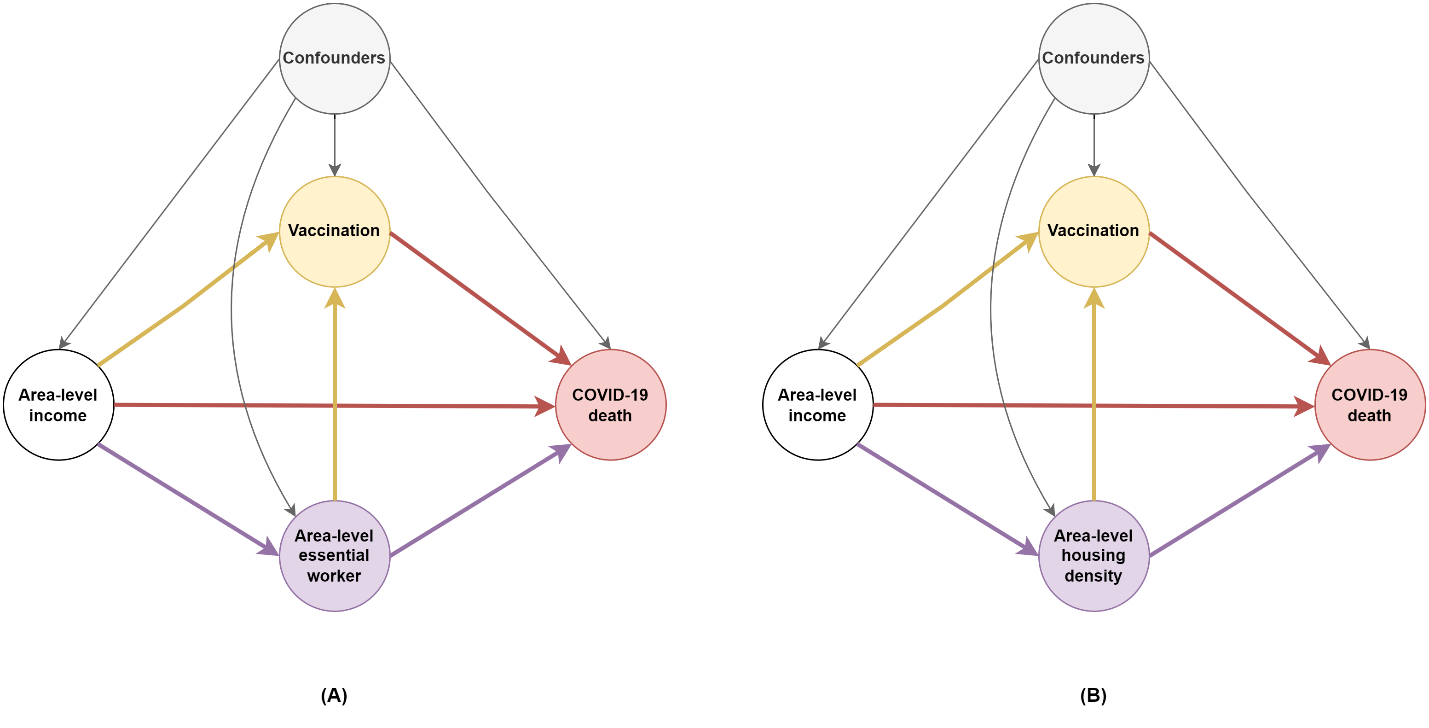 Confounders
Vaccination
Area-level
income
COVID-19
death
Area-level
essential
worker
(A)
Confounders
Vaccination
Area-level
income
COVID-19
death
Area-level
housing
density
(B)